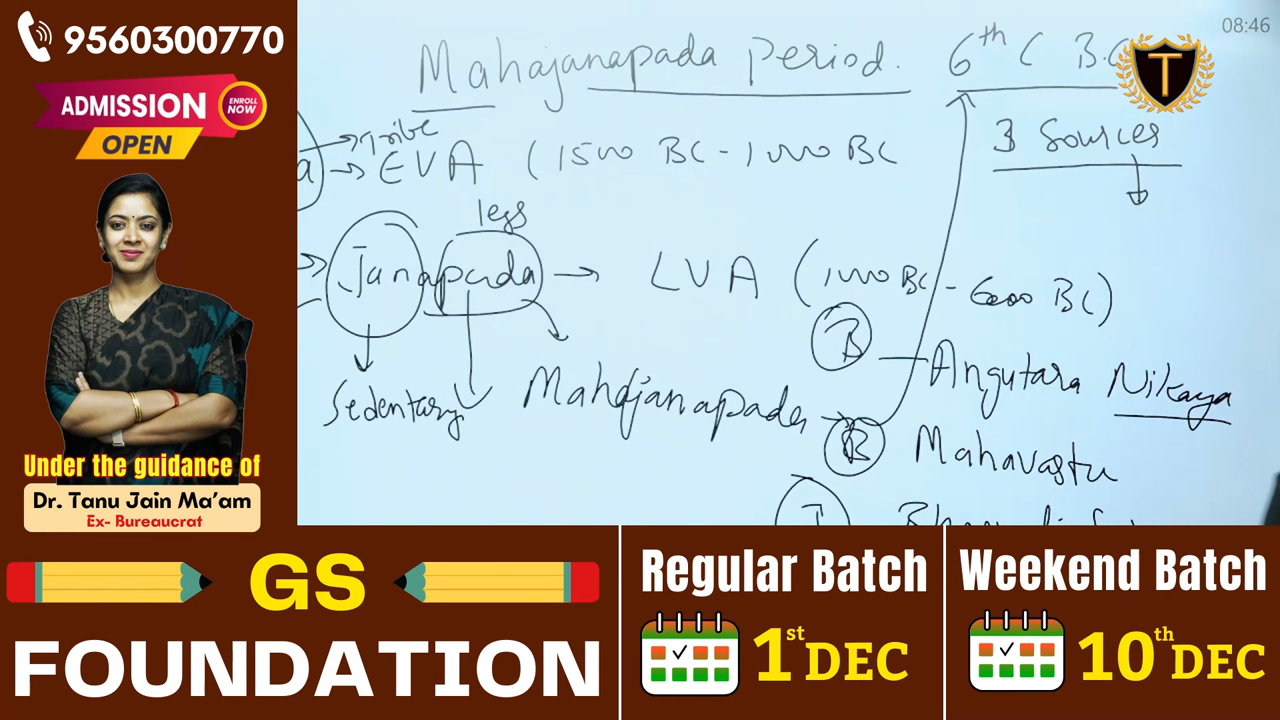 9560300770
ADMISSION
ENROLL
NOW
OPEN
Under the guidance of
Dr. Tanu Jain Ma'am
Ex- Bureaucrat
08:46
T
Mahajanapada Period. 6th C B.C
3 Sources
Tribe
a) → EVA (1500 BC - 1000 BC
legs
Janapada → LVA (1000 BC - 600 BC)
B Angutara Nikaya
Sedentary Mahajanapada
B Mahavastu
J
GS
FOUNDATION
Regular Batch
1st DEC
Weekend Batch
10th DEC